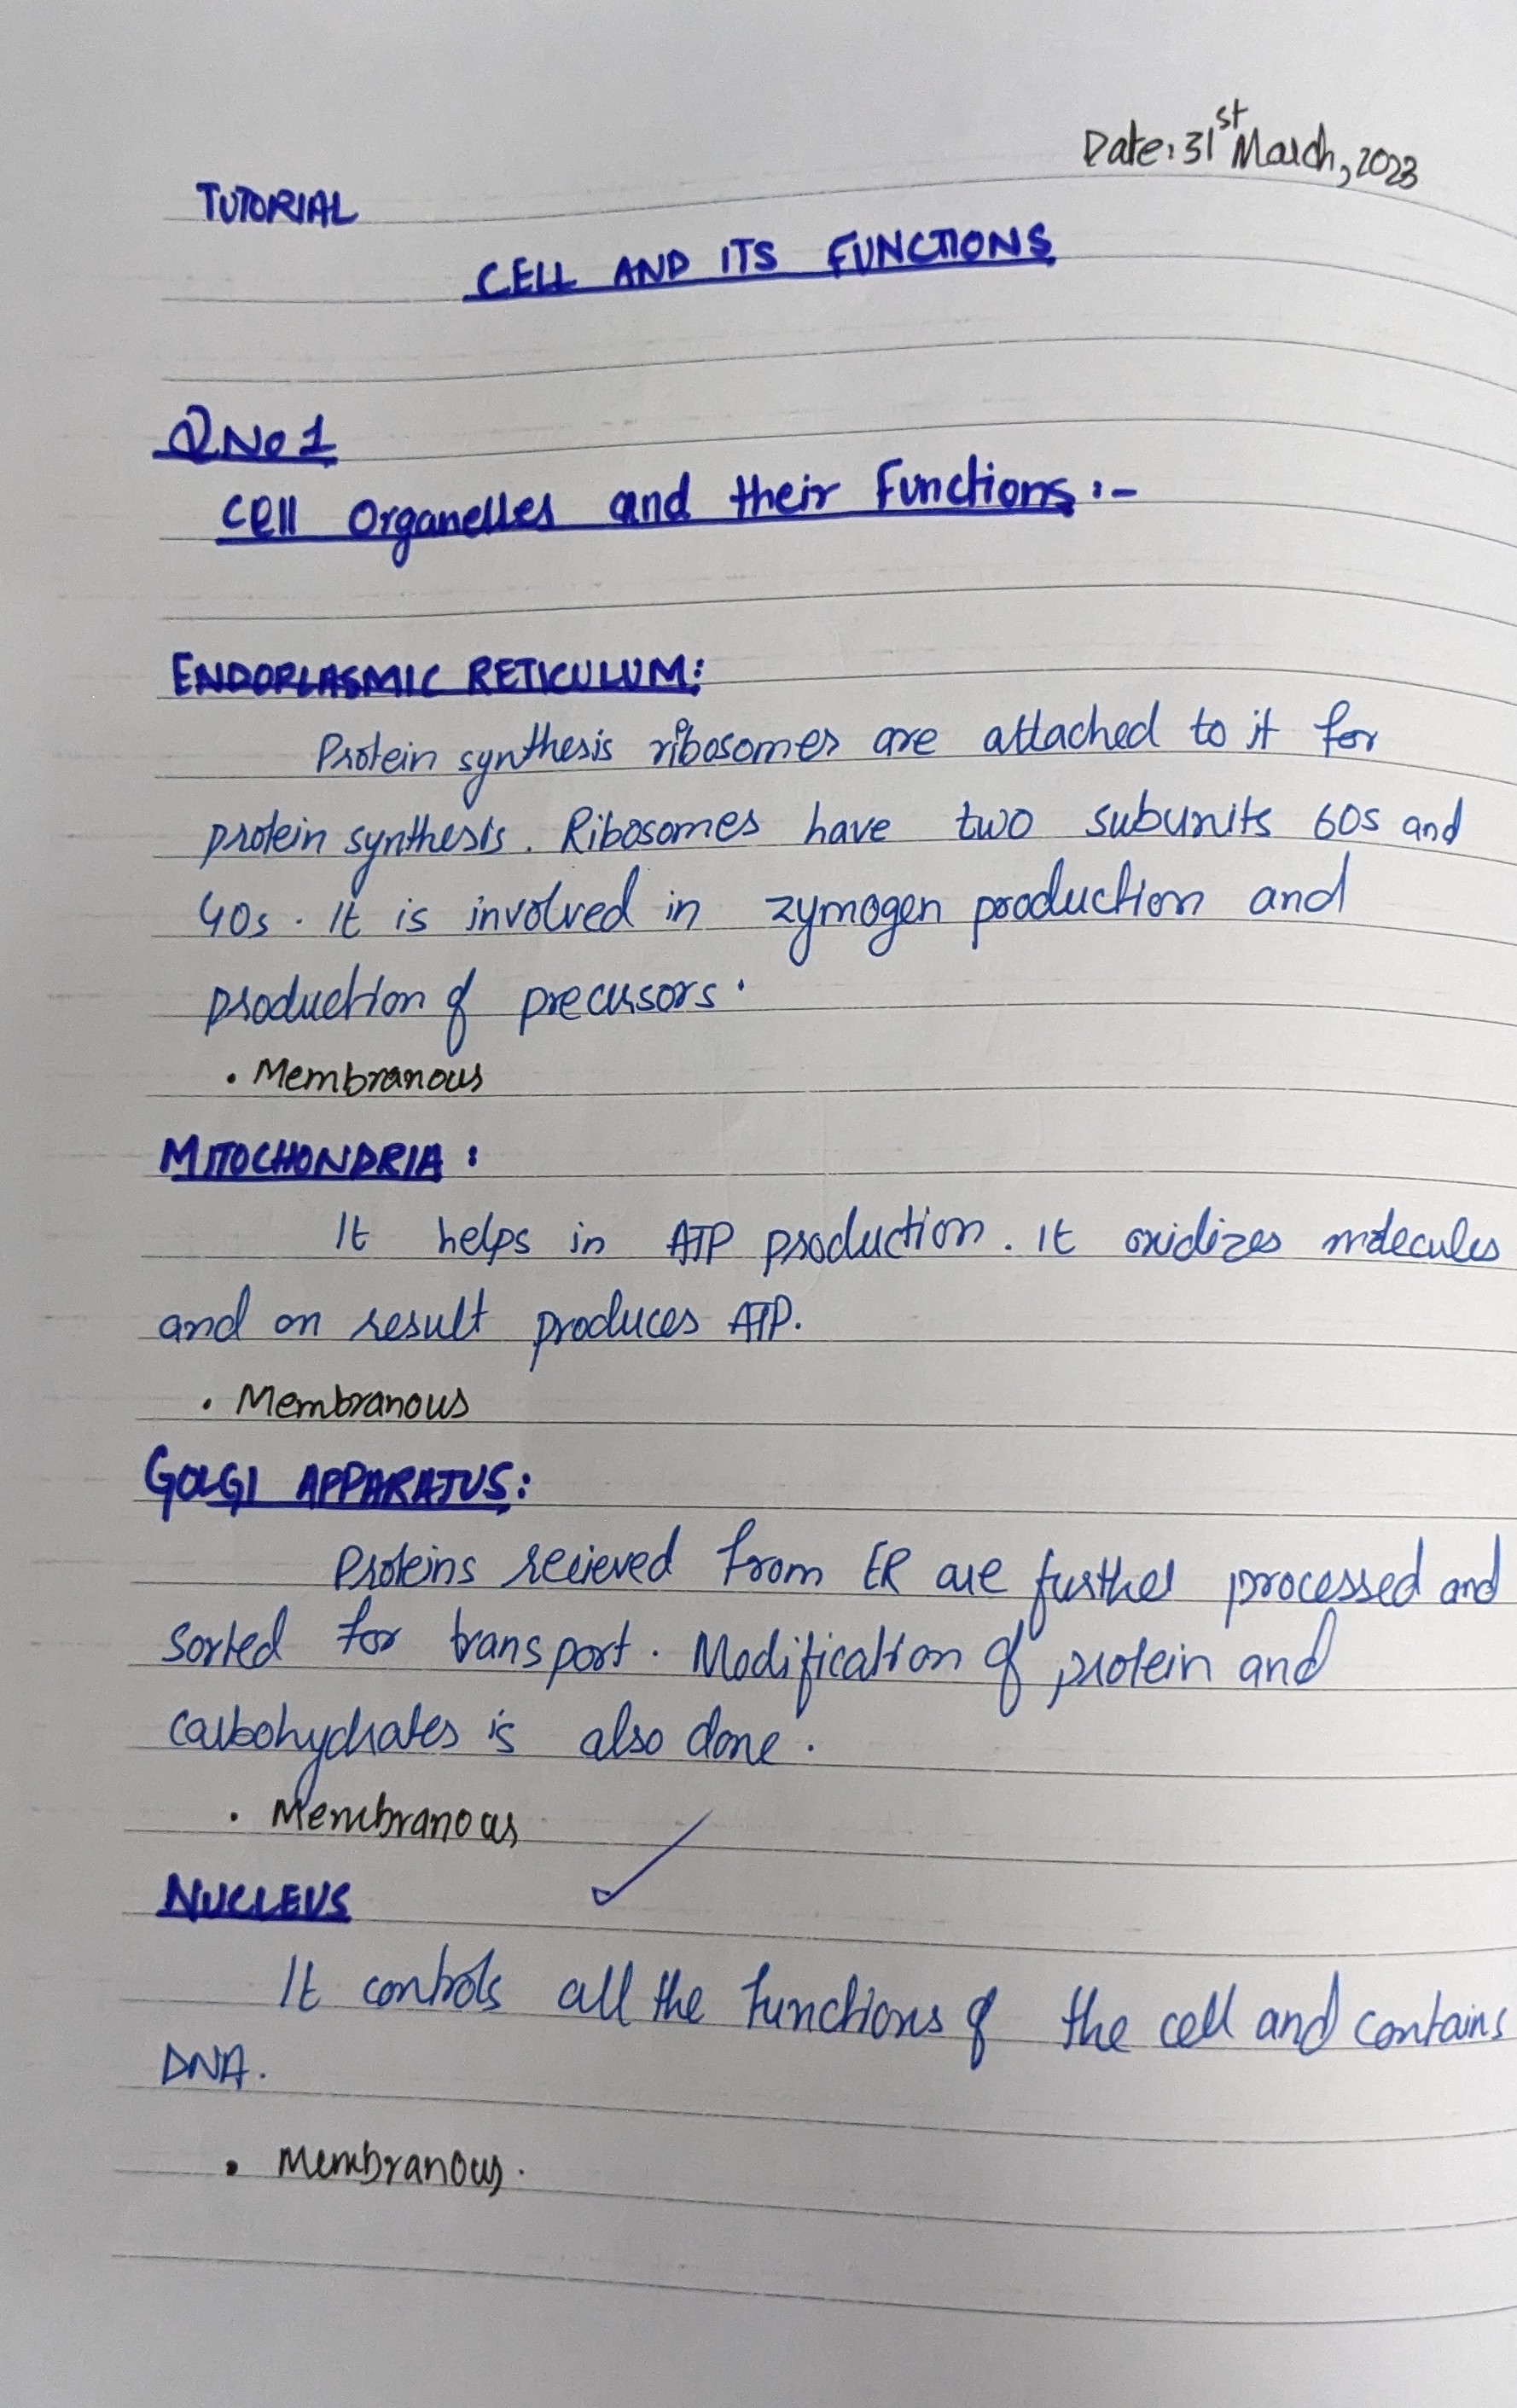 Date: 31st March, 2023
TUTORIAL
CELL AND ITS FUNCTIONS
QNo1
Cell Organelles and their Functions :-
ENDOPLASMIC RETICULUM:
Protein synthesis ribosomes are attached to it for
protein synthesis. Ribosomes have two subunits 60s and
40s. It is involved in zymogen production and
production of precursors.
• Membranous
MITOCHONDRIA :
It helps in ATP production. It oxidizes molecules
and on result produces ATP.
• Membranous
GOLGI APPARATUS:
Proteins recieved from ER are further processed and
sorted for transport. Modification of protein and
carbohydrates is also done.
• Membranous
NUCLEUS
It controls all the functions of the cell and contains
DNA.
• Membranous.